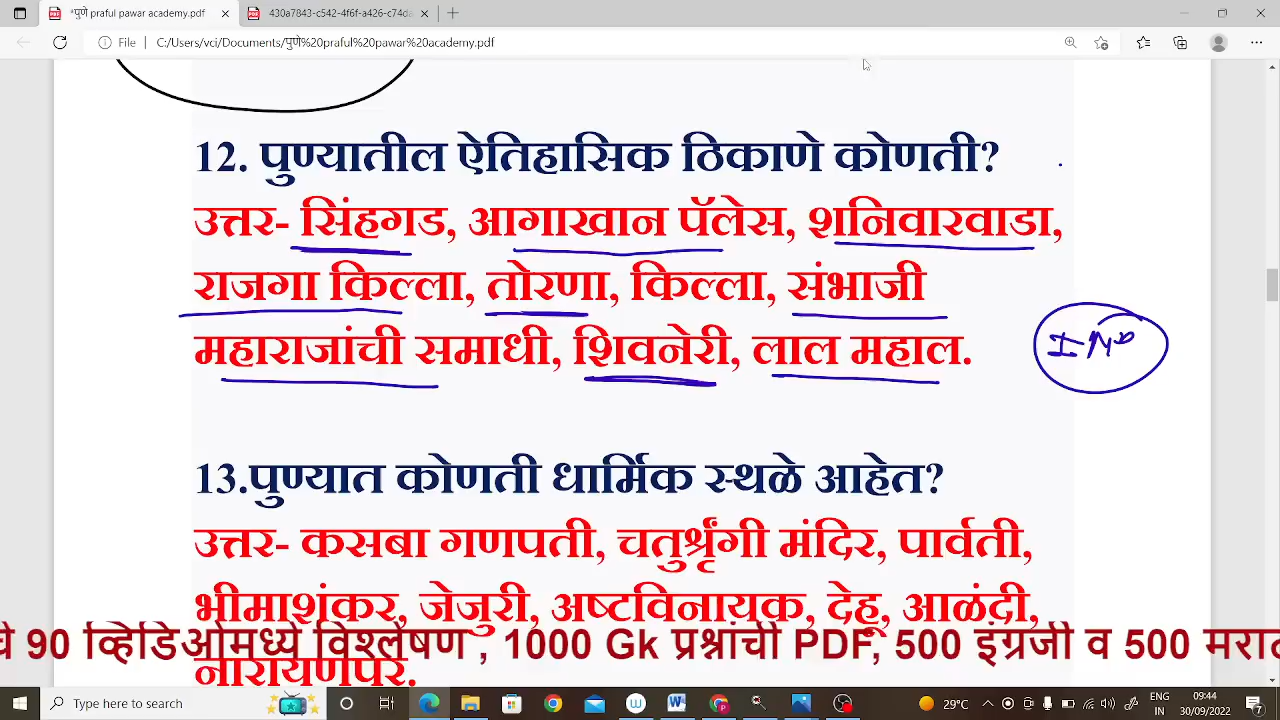 *पुणे praful pawar academy.pdf
430a7843-c542-4f6f-a426-c74da
File C:/Users/vcj/Documents/पुणे%20praful%20pawar%20academy.pdf
12. पुण्यातील ऐतिहासिक ठिकाणे कोणती?
उत्तर- सिंहगड, आगाखान पॅलेस, शनिवारवाडा,
राजगा किल्ला, तोरणा, किल्ला, संभाजी
महाराजांची समाधी, शिवनेरी, लाल महाल.
13.पुण्यात कोणती धार्मिक स्थळे आहेत?
उत्तर- कसबा गणपती, चतुर्श्रृंगी मंदिर, पार्वती,
भीमाशंकर, जेजुरी, अष्टविनायक, देहू, आळंदी,
चे 90 व्हिडिओमध्ये विश्लेषण , 1000 Gk प्रश्नांची PDF, 500 इंग्रजी व 500 मरा
नारायणपूर.
Type here to search
29°C
ENG
IN
09:44
30/09/2022